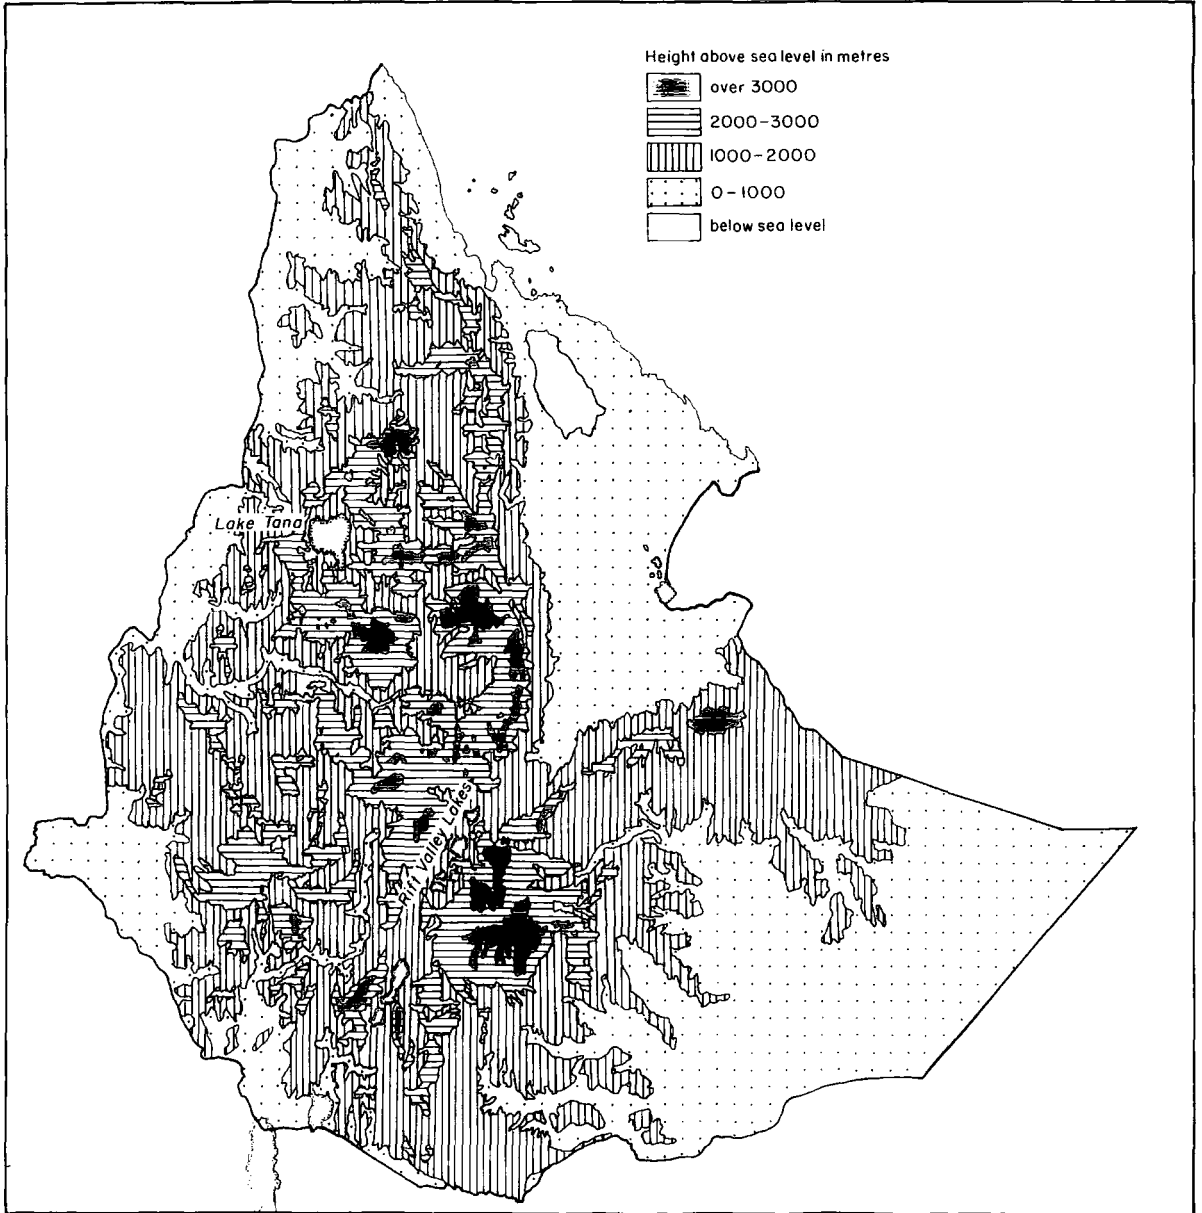 Height above sea level in metres
over 3000
2000-3000
1000-2000
0-1000
below sea level
Lake Tana
Rift Valley Lakes